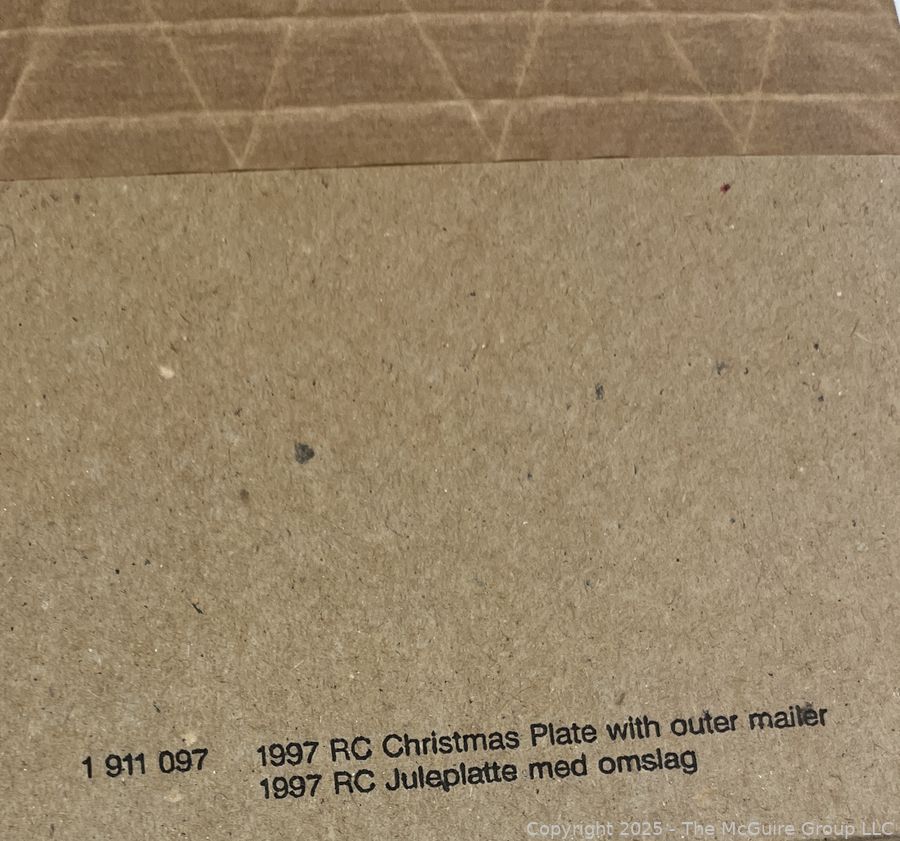 1 911 097 1997 RC Christmas Plate with outer mailer
1997 RC Juleplatte med omslag
Copyright 2025 - The McGuire Group LLC